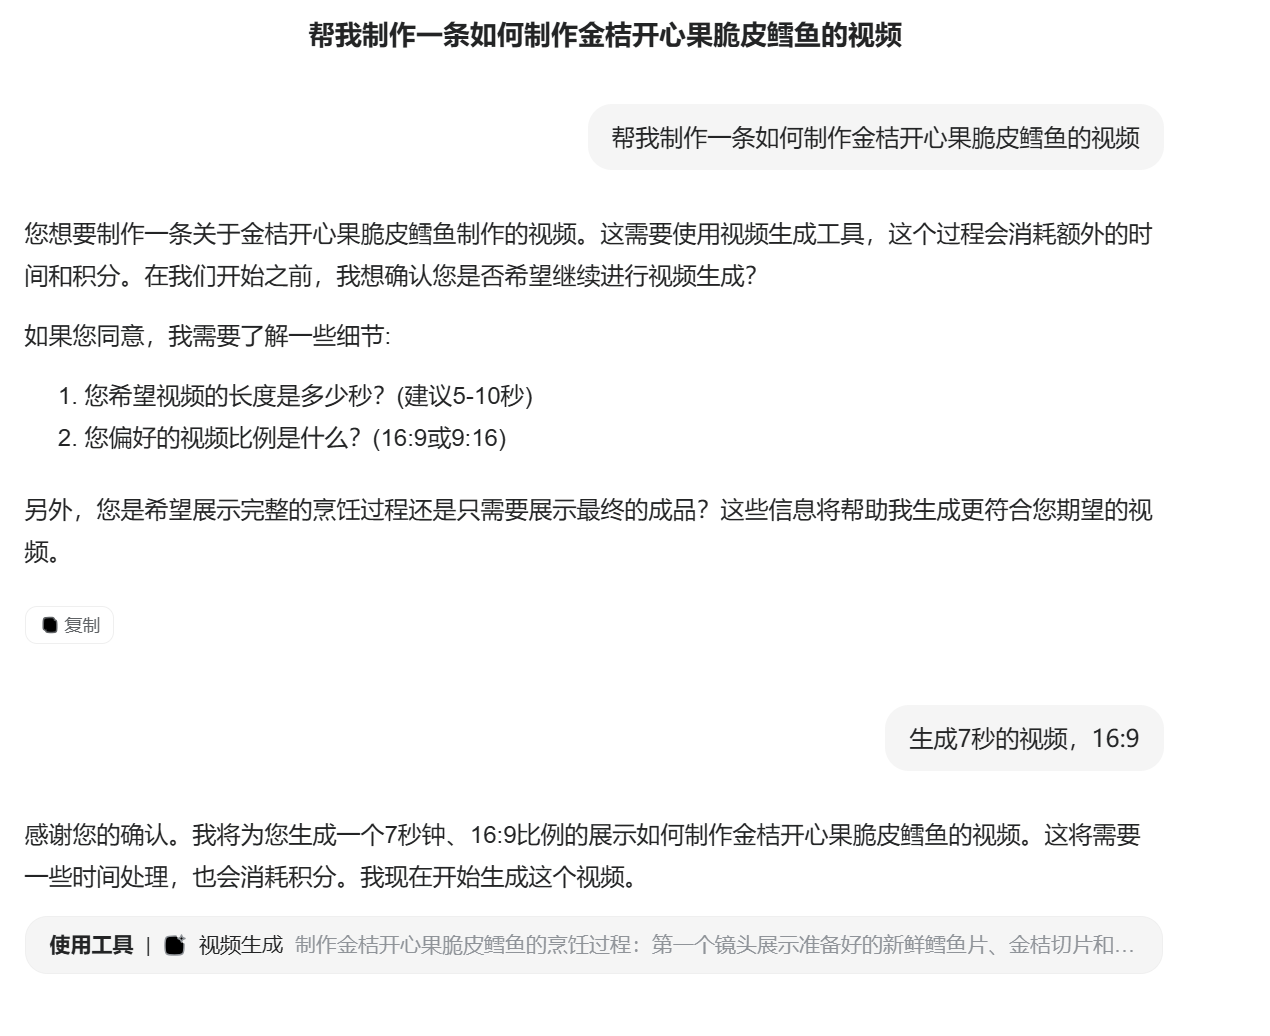 帮我制作一条如何制作金桔开心果脆皮鳕鱼的视频
帮我制作一条如何制作金桔开心果脆皮鳕鱼的视频
您想要制作一条关于金桔开心果脆皮鳕鱼制作的视频。这需要使用视频生成工具，这个过程会消耗额外的时
间和积分。在我们开始之前，我想确认您是否希望继续进行视频生成？
如果您同意，我需要了解一些细节:
1. 您希望视频的长度是多少秒？(建议5-10秒)
2. 您偏好的视频比例是什么？(16:9或9:16)
另外，您是希望展示完整的烹饪过程还是只需要展示最终的成品？这些信息将帮助我生成更符合您期望的视
频。
复制
生成7秒的视频，16:9
感谢您的确认。我将为您生成一个7秒钟、16:9比例的展示如何制作金桔开心果脆皮鳕鱼的视频。这将需要
一些时间处理，也会消耗积分。我现在开始生成这个视频。
使用工具 | 视频生成 制作金桔开心果脆皮鳕鱼的烹饪过程：第一个镜头展示准备好的新鲜鳕鱼片、金桔切片和...